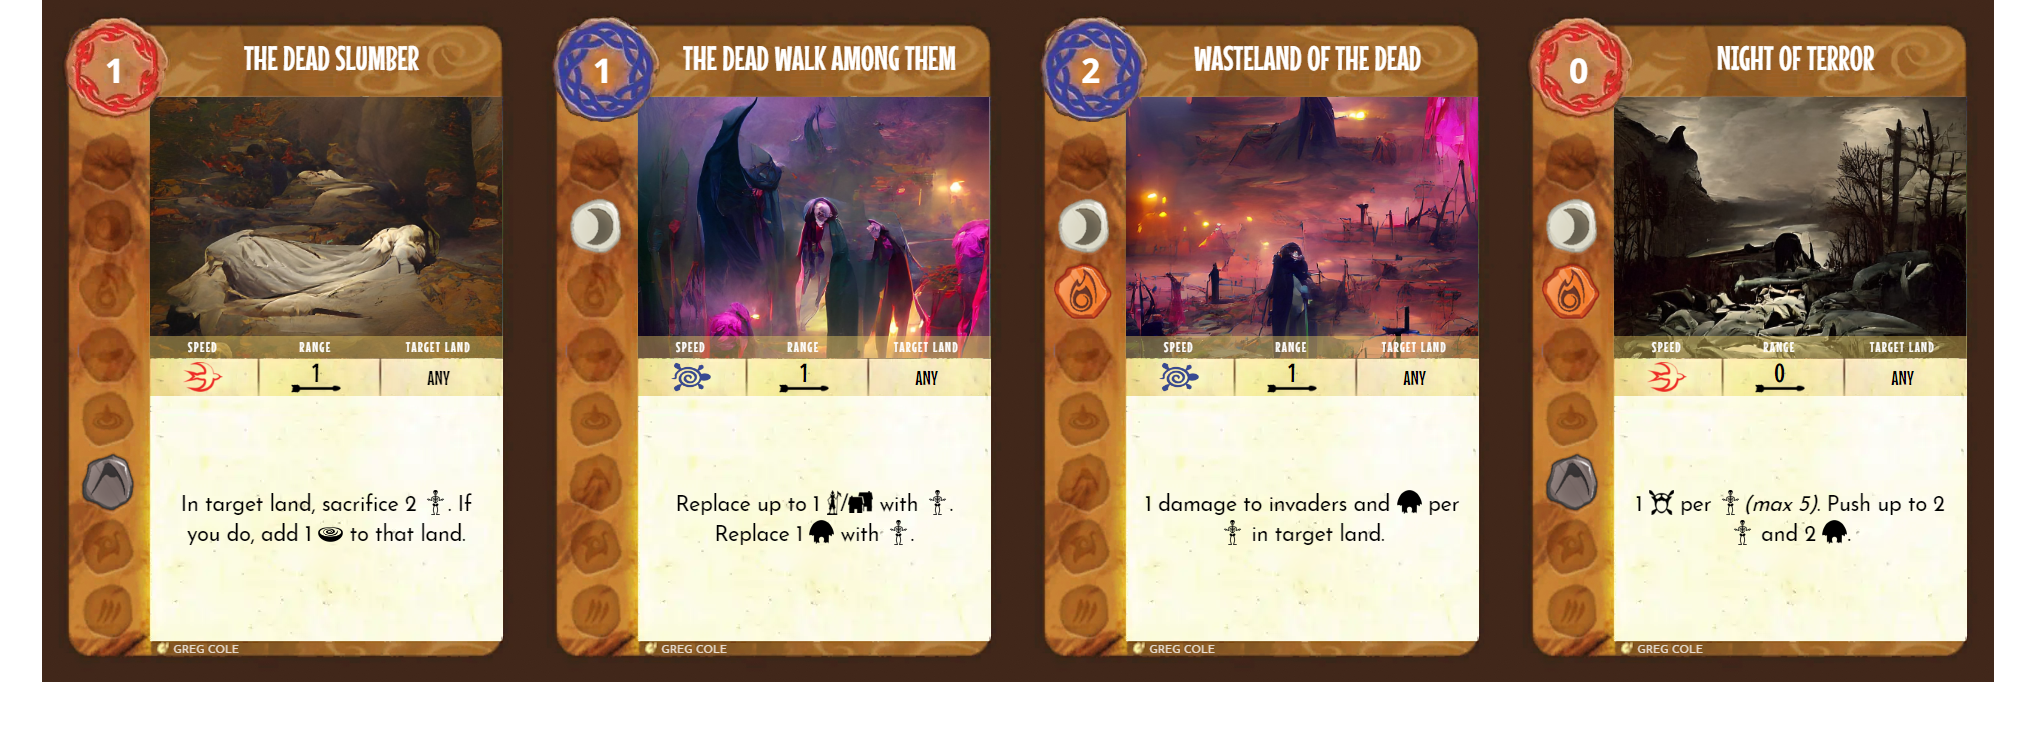 1
THE DEAD SLUMBER
SPEED RANGE TARGET LAND
1 ANY
In target land, sacrifice 2 . If
you do, add 1 to that land.
GREG COLE
1
THE DEAD WALK AMONG THEM
SPEED RANGE TARGET LAND
1 ANY
Replace up to 1 / with .
Replace 1 with .
GREG COLE
2
WASTELAND OF THE DEAD
SPEED RANGE TARGET LAND
1 ANY
1 damage to invaders and per
in target land.
GREG COLE
0
NIGHT OF TERROR
SPEED RANGE TARGET LAND
0 ANY
1 per (max 5). Push up to 2
and 2 .
GREG COLE